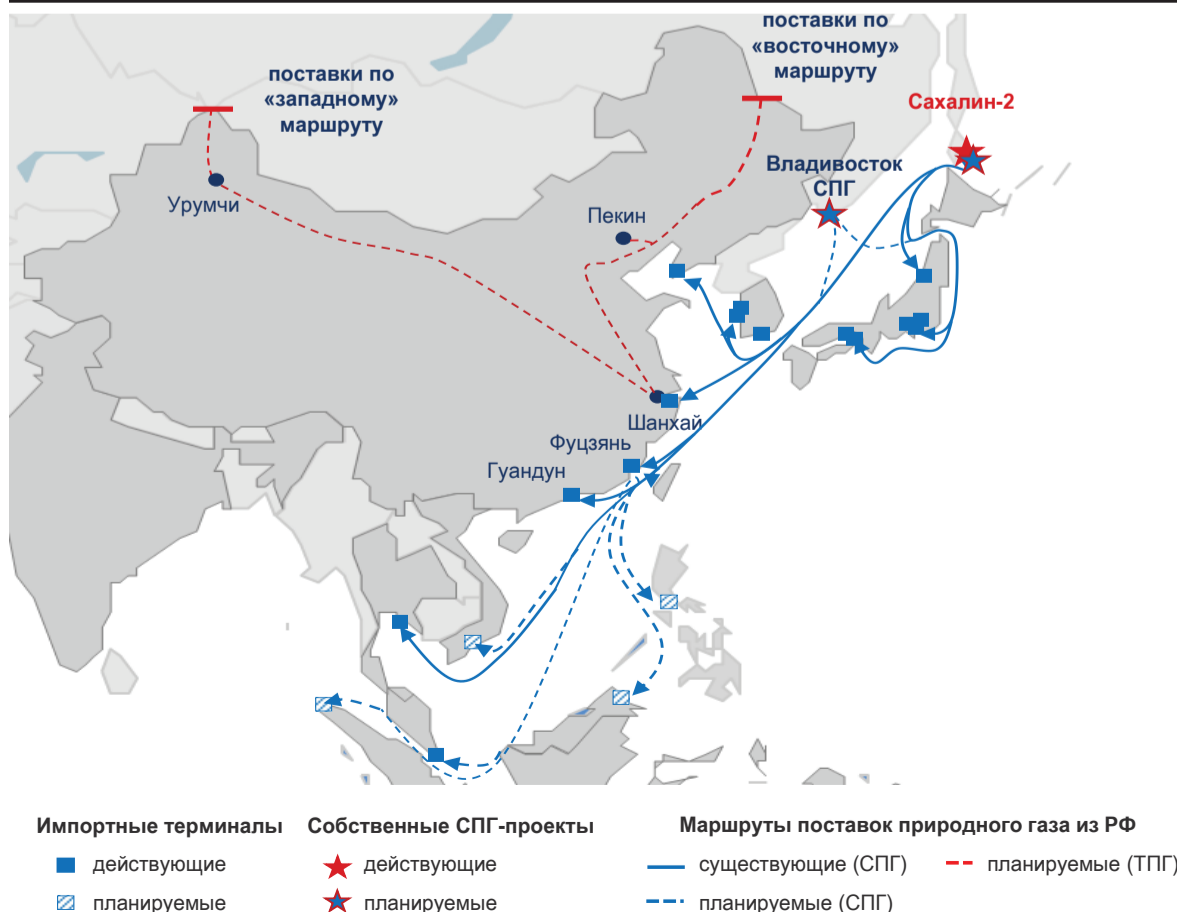 поставки по
«западному»
маршруту
поставки по
«восточному»
маршруту
Сахалин-2
Владивосток
СПГ
Урумчи
Пекин
Шанхай
Фуцзянь
Гуандун
Импортные терминалы
действующие
планируемые
Собственные СПГ-проекты
действующие
планируемые
Маршруты поставок природного газа из РФ
существующие (СПГ)
планируемые (ТПГ)
планируемые (СПГ)